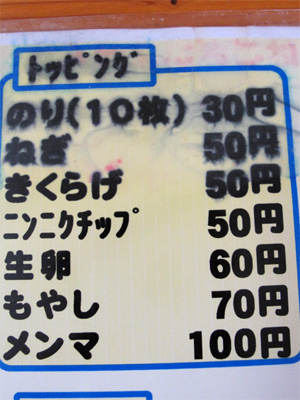 トッピング
のり(10枚) 30円
ねぎ 50円
きくらげ 50円
ニンニクチップ 50円
生卵 60円
もやし 70円
メンマ 100円